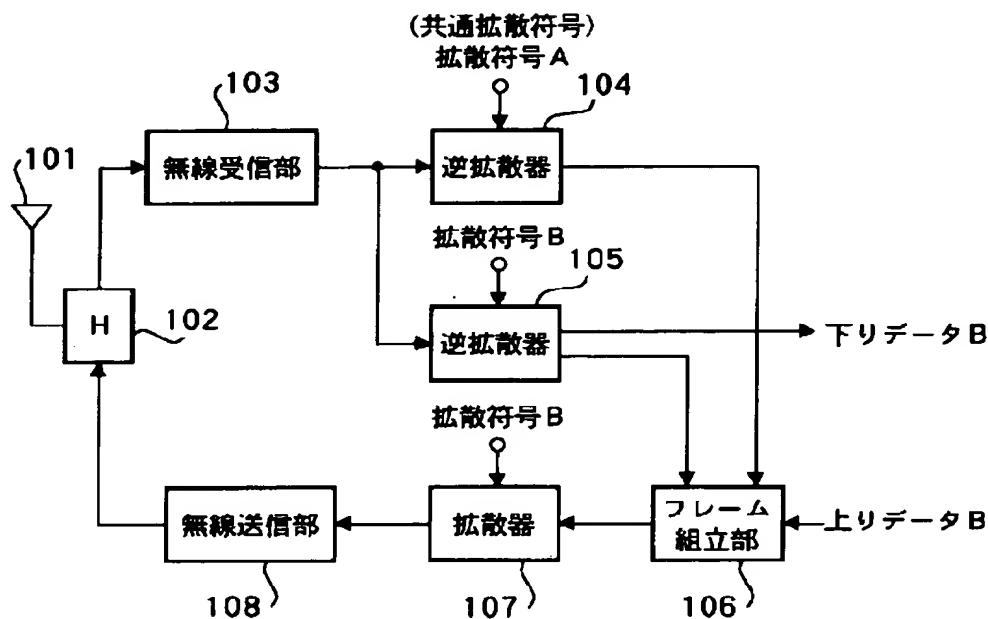 (共通拡散符号)
拡散符号A
103
104
101
無線受信部
逆拡散器
拡散符号B
105
H
102
逆拡散器
下りデータB
拡散符号B
無線送信部
拡散器
フレーム
組立部
上りデータB
108
107
106